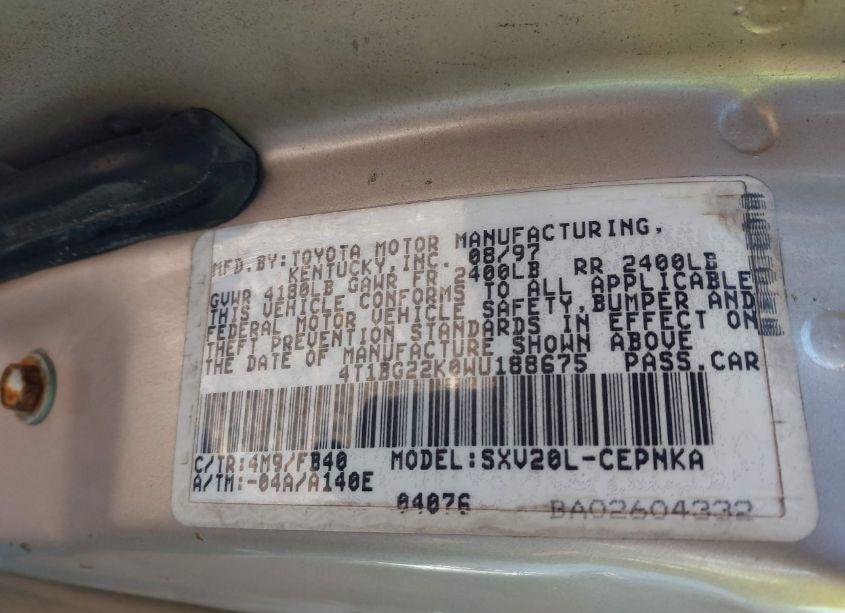 MFD.BY:TOYOTA MOTOR MANUFACTURING,
KENTUCKY,INC. 08/97
GVWR 4180LB GAWR FR 2400LB RR 2400LB
THIS VEHICLE CONFORMS TO ALL APPLICABLE
FEDERAL MOTOR VEHICLE SAFETY,BUMPER AND
THEFT PREVENTION STANDARDS IN EFFECT ON
THE DATE OF MANUFACTURE SHOWN ABOVE
4T1BG22K0WU188675 PASS.CAR
C/TR:4M9/FB40 MODEL:SXV20L-CEPNKA
A/TM:-04A/A140E
04076 BA02604332